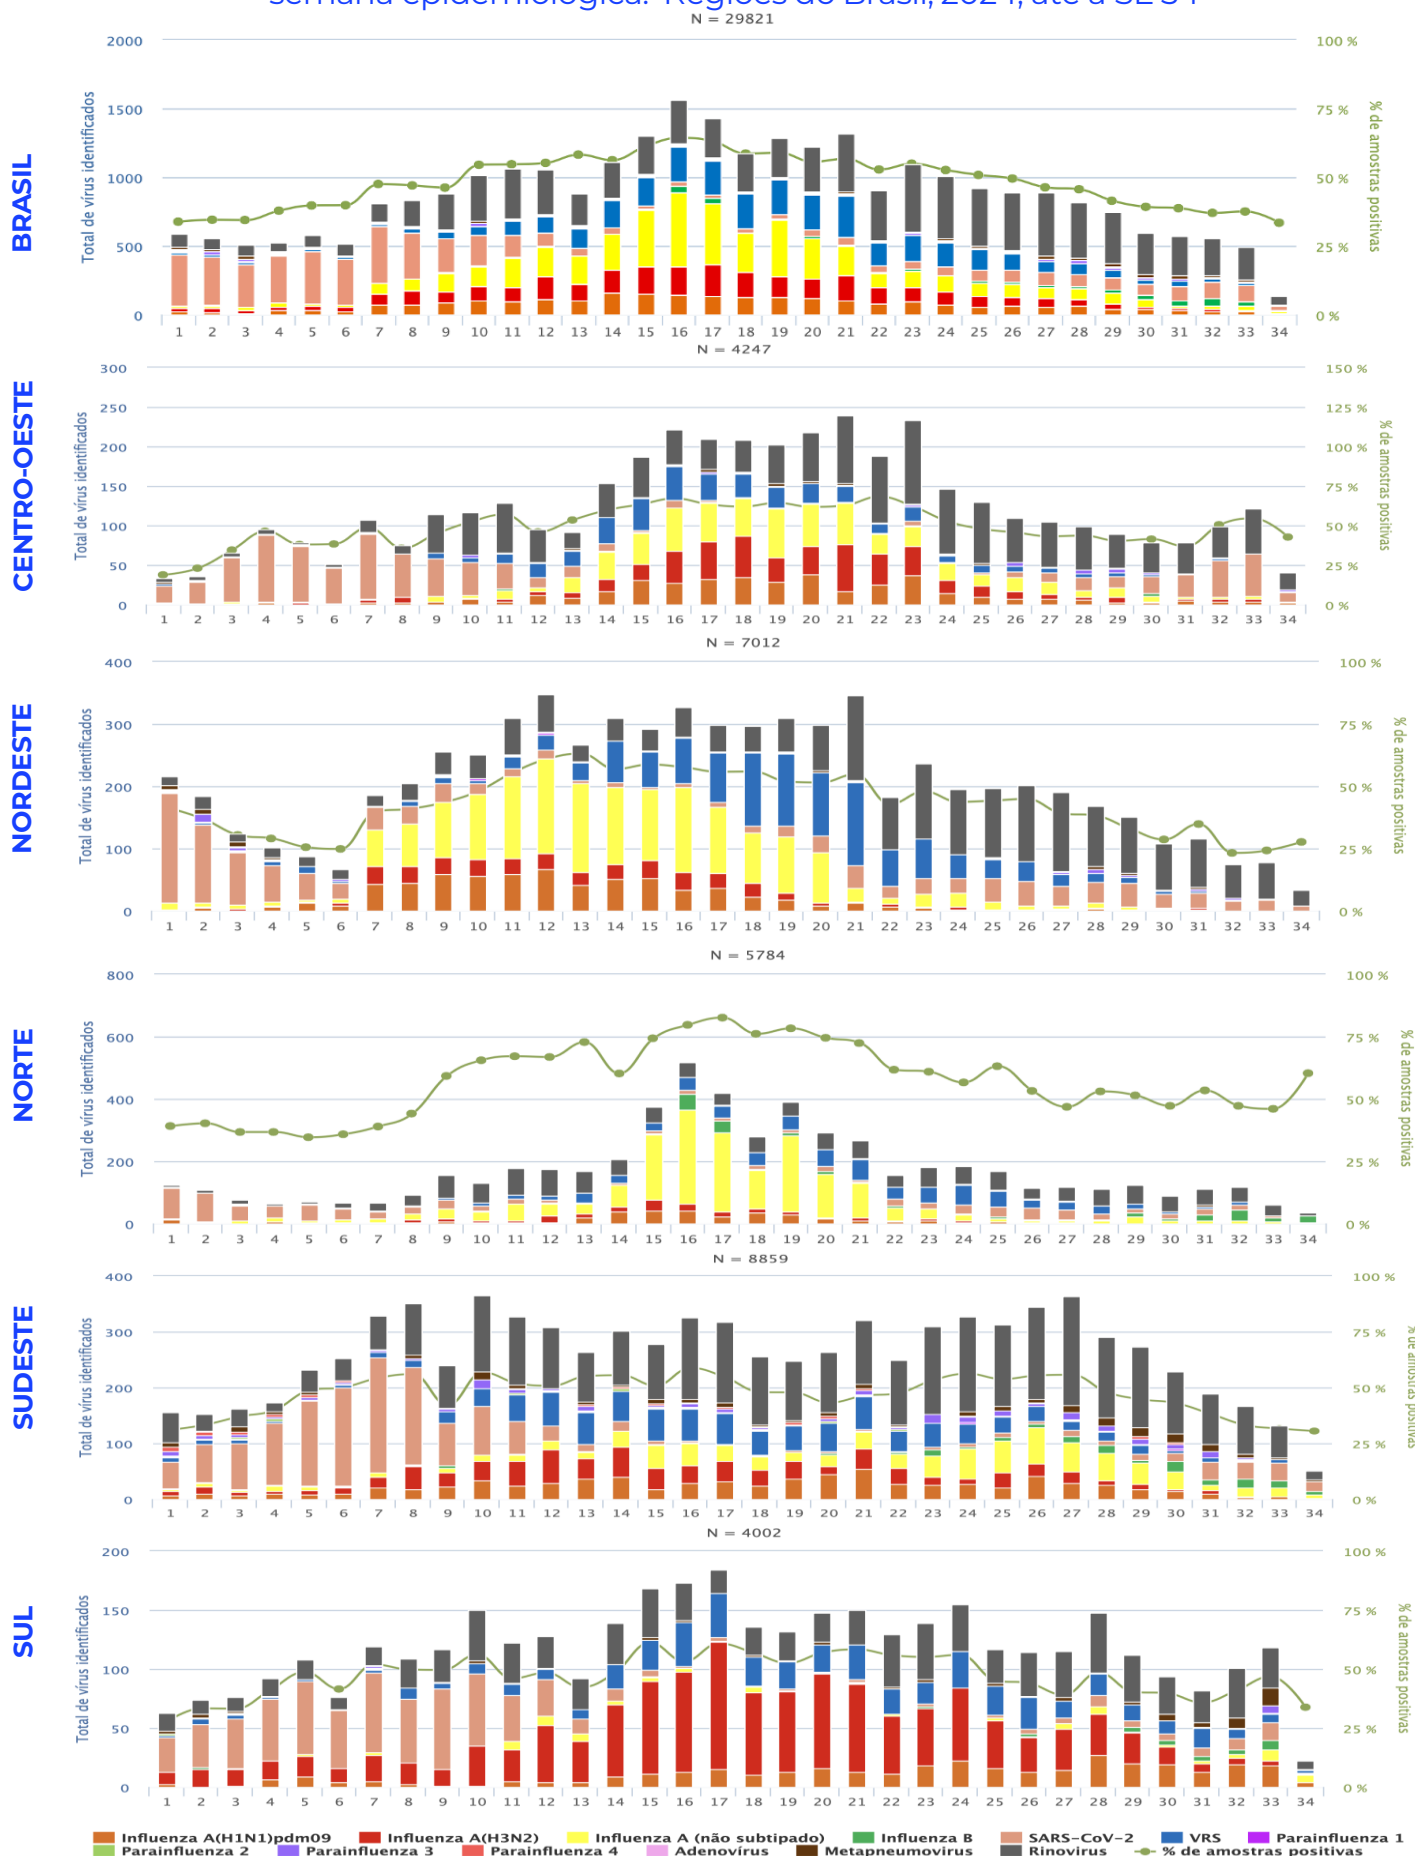 semana epidemiológica. Regiões do Brasil, 2024, até a SE 34
N = 29821
BRASIL
Total de vírus identificados
% de amostras positivas
2000 100 %
1500 75 %
1000 50 %
500 25 %
0 0 %
1 2 3 4 5 6 7 8 9 10 11 12 13 14 15 16 17 18 19 20 21 22 23 24 25 26 27 28 29 30 31 32 33 34
N = 4247
CENTRO-OESTE
Total de vírus identificados
% de amostras positivas
300 150 %
250 125 %
200 100 %
150 75 %
100 50 %
50 25 %
0 0 %
1 2 3 4 5 6 7 8 9 10 11 12 13 14 15 16 17 18 19 20 21 22 23 24 25 26 27 28 29 30 31 32 33 34
N = 7012
NORDESTE
Total de vírus identificados
% de amostras positivas
400 100 %
300 75 %
200 50 %
100 25 %
0 0 %
1 2 3 4 5 6 7 8 9 10 11 12 13 14 15 16 17 18 19 20 21 22 23 24 25 26 27 28 29 30 31 32 33 34
N = 5784
NORTE
Total de vírus identificados
% de amostras positivas
800 100 %
600 75 %
400 50 %
200 25 %
0 0 %
1 2 3 4 5 6 7 8 9 10 11 12 13 14 15 16 17 18 19 20 21 22 23 24 25 26 27 28 29 30 31 32 33 34
N = 8859
SUDESTE
Total de vírus identificados
% de amostras positivas
400 100 %
300 75 %
200 50 %
100 25 %
0 0 %
1 2 3 4 5 6 7 8 9 10 11 12 13 14 15 16 17 18 19 20 21 22 23 24 25 26 27 28 29 30 31 32 33 34
N = 4002
SUL
Total de vírus identificados
% de amostras positivas
200 100 %
150 75 %
100 50 %
50 25 %
0 0 %
1 2 3 4 5 6 7 8 9 10 11 12 13 14 15 16 17 18 19 20 21 22 23 24 25 26 27 28 29 30 31 32 33 34
Influenza A(H1N1)pdm09 Influenza A(H3N2) Influenza A (não subtipado) Influenza B SARS-CoV-2 VRS Parainfluenza 1
Parainfluenza 2 Parainfluenza 3 Parainfluenza 4 Adenovírus Metapneumovirus Rinovirus % de amostras positivas